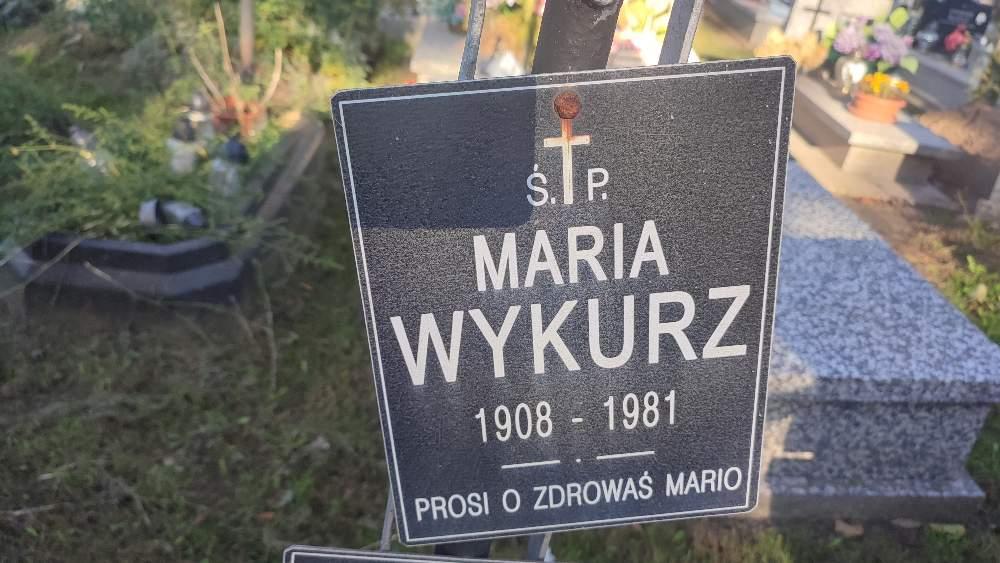 Ś. P.
MARIA
WYKURZ
1908 - 1981
PROSI O ZDROWAŚ MARIO